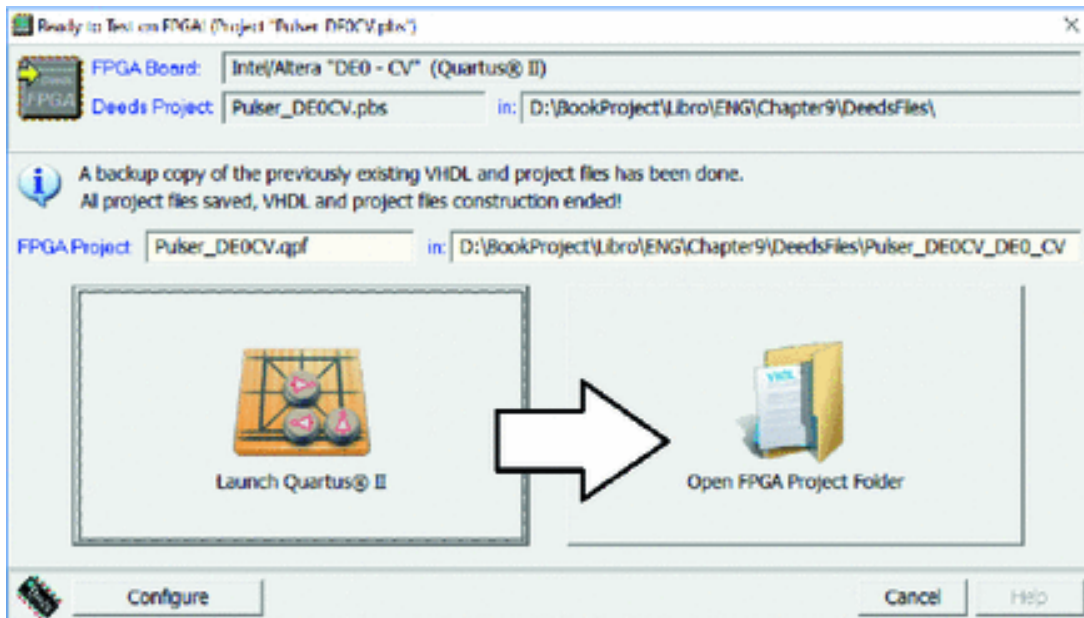 Ready to Test on FPGA! (Project "Pulser_DE0CV.pbs")
FPGA Board: Intel/Altera "DE0 - CV" (Quartus® II)
Deeds Project: Pulser_DE0CV.pbs in: D:\BookProject\Libro\ENG\Chapter9\DeedsFiles\
A backup copy of the previously existing VHDL and project files has been done.
All project files saved, VHDL and project files construction ended!
FPGA Project: Pulser_DE0CV.qpf in: D:\BookProject\Libro\ENG\Chapter9\DeedsFiles\Pulser_DE0CV_DE0_CV
VHDL
Launch Quartus® II Open FPGA Project Folder
Configure Cancel Help